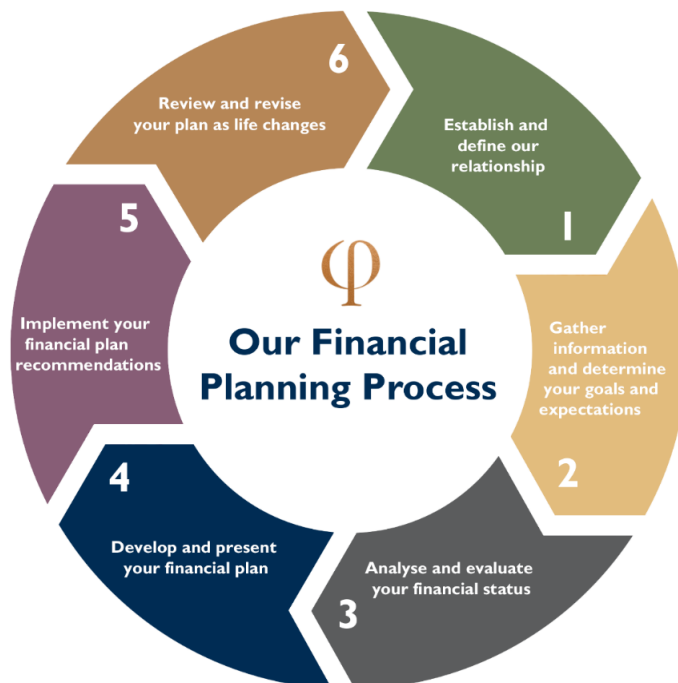 Our Financial
Planning Process
1
Establish and
define our
relationship
2
Gather
information
and determine
your goals and
expectations
3
Analyse and evaluate
your financial status
4
Develop and present
your financial plan
5
Implement your
financial plan
recommendations
6
Review and revise
your plan as life changes